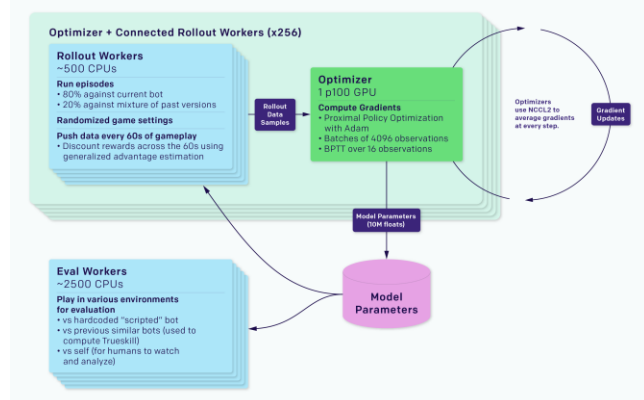 Optimizer + Connected Rollout Workers (x256)
Rollout Workers
~500 CPUs
Run episodes
• 80% against current bot
• 20% against mixture of past versions
Randomized game settings
Push data every 60s of gameplay
• Discount rewards across the 60s using
generalized advantage estimation
Rollout
Data
Samples
Optimizer
1 p100 GPU
Compute Gradients
• Proximal Policy Optimization
with Adam
• Batches of 4096 observations
• BPTT over 16 observations
Optimizers
use NCCL2 to
average gradients
at every step.
Gradient
Updates
Model Parameters
(10M floats)
Eval Workers
~2500 CPUs
Play in various environments
for evaluation
• vs hardcoded "scripted" bot
• vs previous similar bots (used to
compute Trueskill)
• vs self (for humans to watch
and analyze)
Model
Parameters